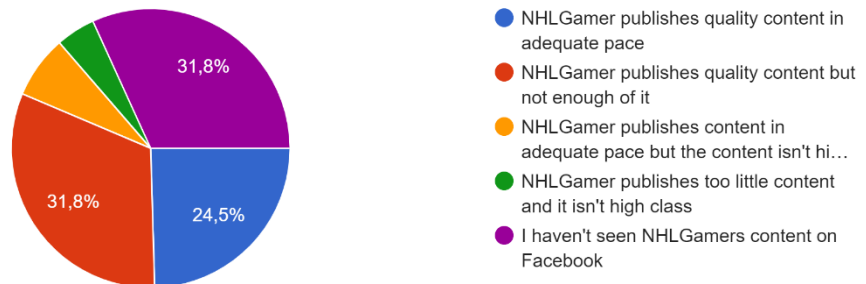 31,8%
31,8%
24,5%
NHLGamer publishes quality content in
adequate pace
NHLGamer publishes quality content but
not enough of it
NHLGamer publishes content in
adequate pace but the content isn't hi…
NHLGamer publishes too little content
and it isn't high class
I haven't seen NHLGamers content on
Facebook